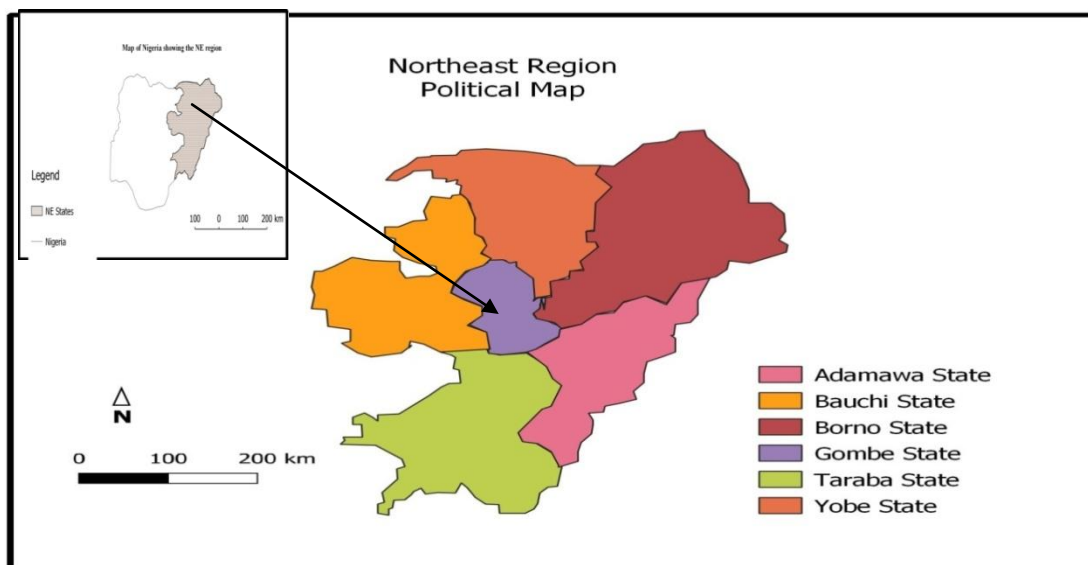 Map of Nigeria showing the NE region
Legend
NE States
Nigeria
100 0 100 200 km
Northeast Region
Political Map
N
0 100 200 km
Adamawa State
Bauchi State
Borno State
Gombe State
Taraba State
Yobe State